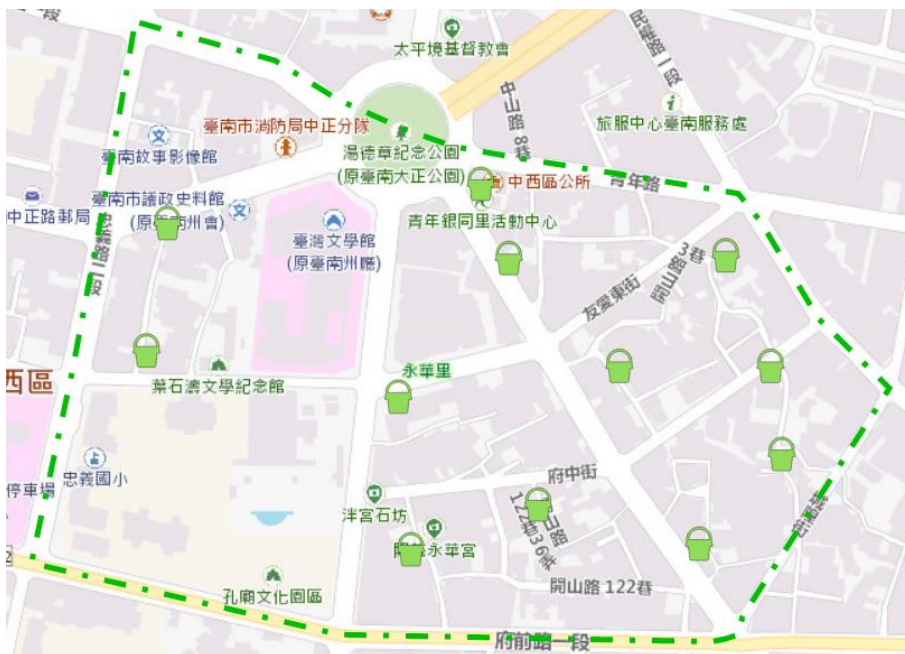 太平境基督教會
民權路一段
中山路 8巷
旅服中心臺南服務處
臺南市消防局中正分隊
湯德章紀念公園
(原臺南大正公園)
臺南故事影像館
中西區公所
青年路
中正路郵局
臺南市議政史料館
青年銀同里活動中心
臺灣文學館
(原臺南州廳)
開山路 3巷
友愛東街
永華里
西區
葉石濤文學紀念館
忠義國小
停車場
府中街
泮宮石坊
永華宮
孔廟文化園區
開山路 122巷
府前路一段